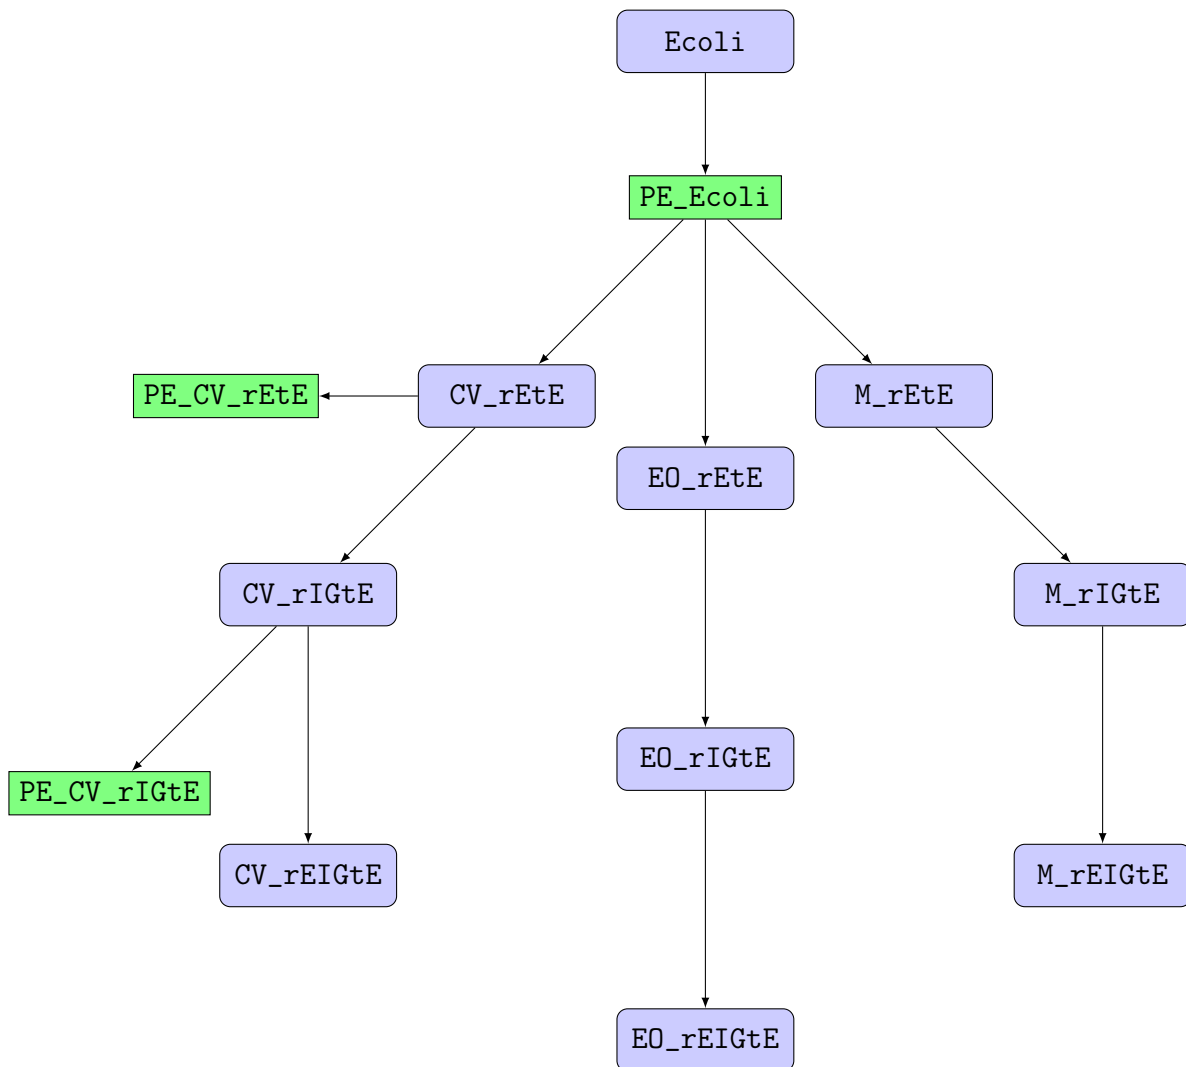 Ecoli
PE_Ecoli
PE_CV_rEtE
CV_rEtE
M_rEtE
EO_rEtE
CV_rIGtE
M_rIGtE
EO_rIGtE
PE_CV_rIGtE
CV_rEIGtE
M_rEIGtE
EO_rEIGtE